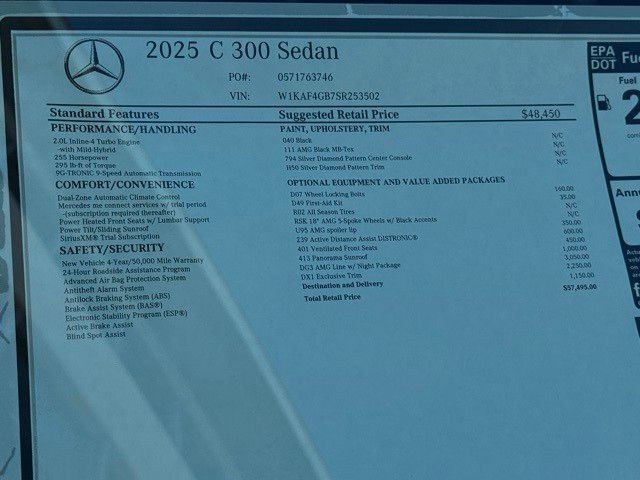 2025 C 300 Sedan
PO#: 0571763746
VIN: W1KAF4GB7SR253502
Standard Features
Suggested Retail Price $48,450
PERFORMANCE/HANDLING
2.0L Inline-4 Turbo Engine
-with Mild-Hybrid
255 Horsepower
295 lb-ft of Torque
9G-TRONIC 9-Speed Automatic Transmission
COMFORT/CONVENIENCE
Dual-Zone Automatic Climate Control
Mercedes me connect services w/ trial period
-(subscription required thereafter)
Power Heated Front Seats w/ Lumbar Support
Power Tilt/Sliding Sunroof
SiriusXM® Trial Subscription
SAFETY/SECURITY
New Vehicle 4-Year/50,000 Mile Warranty
24-Hour Roadside Assistance Program
Advanced Air Bag Protection System
Antitheft Alarm System
Antilock Braking System (ABS)
Brake Assist System (BAS®)
Electronic Stability Program (ESP®)
Active Brake Assist
Blind Spot Assist
PAINT, UPHOLSTERY, TRIM
040 Black N/C
111 AMG Black MB-Tex N/C
794 Silver Diamond Pattern Center Console N/C
H50 Silver Diamond Pattern Trim N/C
OPTIONAL EQUIPMENT AND VALUE ADDED PACKAGES
D07 Wheel Locking Bolts 160.00
D49 First-Aid Kit 35.00
R02 All Season Tires N/C
RSK 18" AMG 5-Spoke Wheels w/ Black Accents N/C
U95 AMG spoiler lip 350.00
239 Active Distance Assist DISTRONIC® 600.00
401 Ventilated Front Seats 450.00
413 Panorama Sunroof 1,000.00
DG3 AMG Line w/ Night Package 3,050.00
DX1 Exclusive Trim 2,250.00
Destination and Delivery 1,150.00
Total Retail Price $57,495.00
EPA
DOT
Fuel
2
Annu